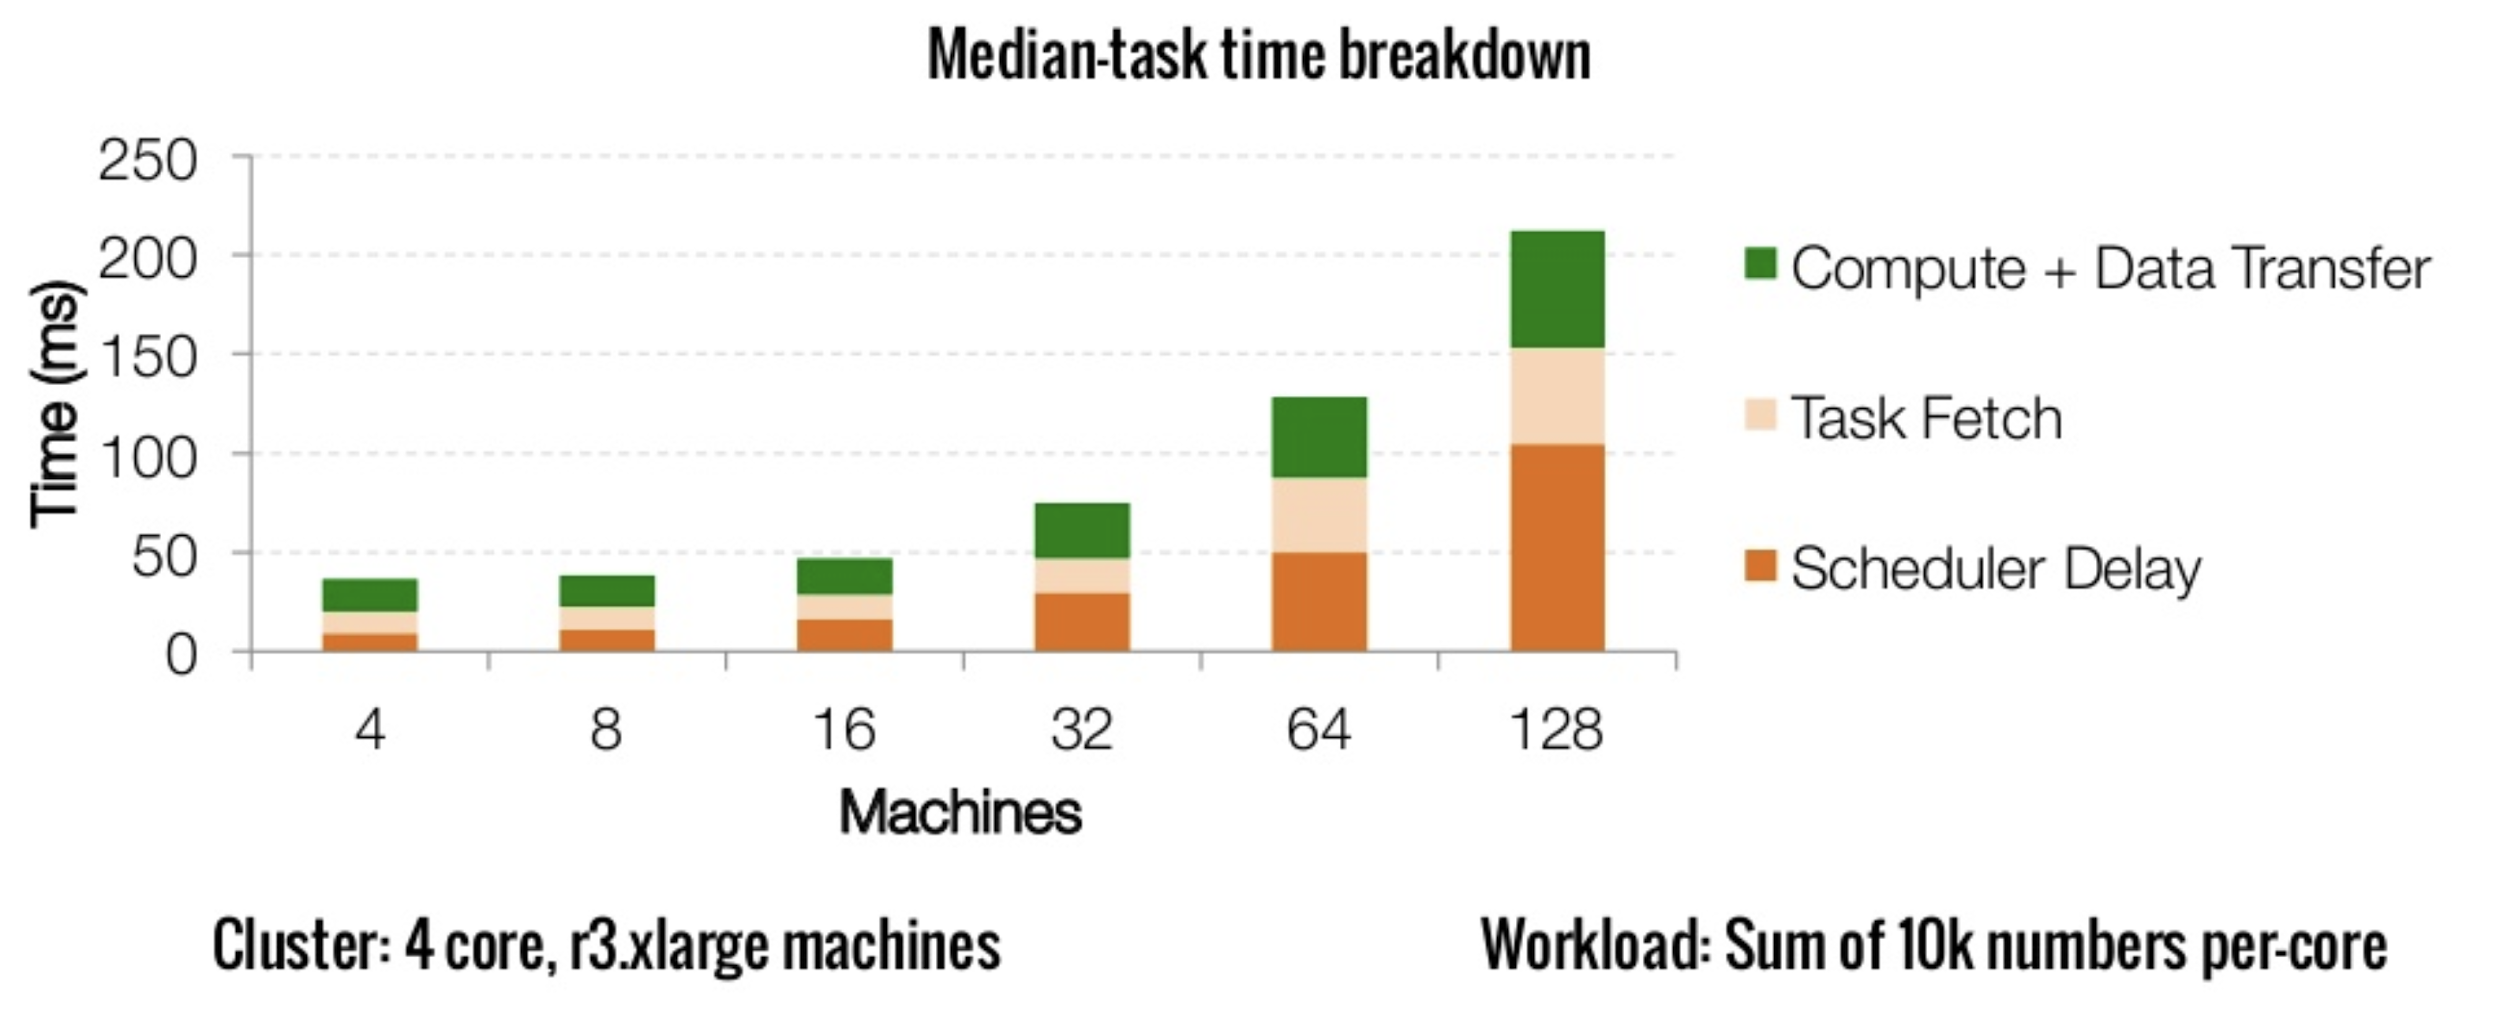 Median-task time breakdown
250
200
150
100
50
0
Time (ms)
4 8 16 32 64 128
Machines
Compute + Data Transfer
Task Fetch
Scheduler Delay
Cluster: 4 core, r3.xlarge machines
Workload: Sum of 10k numbers per-core